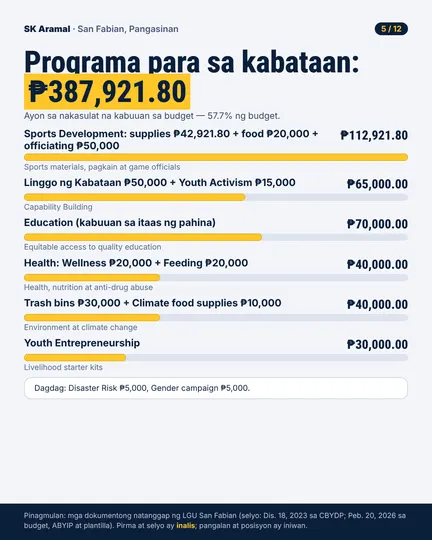 SK Aramal · San Fabian, Pangasinan
5 / 12
Programa para sa kabataan:
₱387,921.80
Ayon sa nakasulat na kabuuan sa budget — 57.7% ng budget.
Sports Development: supplies ₱42,921.80 + food ₱20,000 +
officiating ₱50,000
₱112,921.80
Sports materials, pagkain at game officials
Linggo ng Kabataan ₱50,000 + Youth Activism ₱15,000
₱65,000.00
Capability Building
Education (kabuuan sa itaas ng pahina)
₱70,000.00
Equitable access to quality education
Health: Wellness ₱20,000 + Feeding ₱20,000
₱40,000.00
Health, nutrition at anti-drug abuse
Trash bins ₱30,000 + Climate food supplies ₱10,000
₱40,000.00
Environment at climate change
Youth Entrepreneurship
₱30,000.00
Livelihood starter kits
Dagdag: Disaster Risk ₱5,000, Gender campaign ₱5,000.
Pinagmulan: mga dokumentong natanggap ng LGU San Fabian (selyo: Dis. 18, 2023 sa CBYDP; Peb. 20, 2026 sa
budget, ABYIP at plantilla). Pirma at selyo ay inalis; pangalan at posisyon ay iniwan.